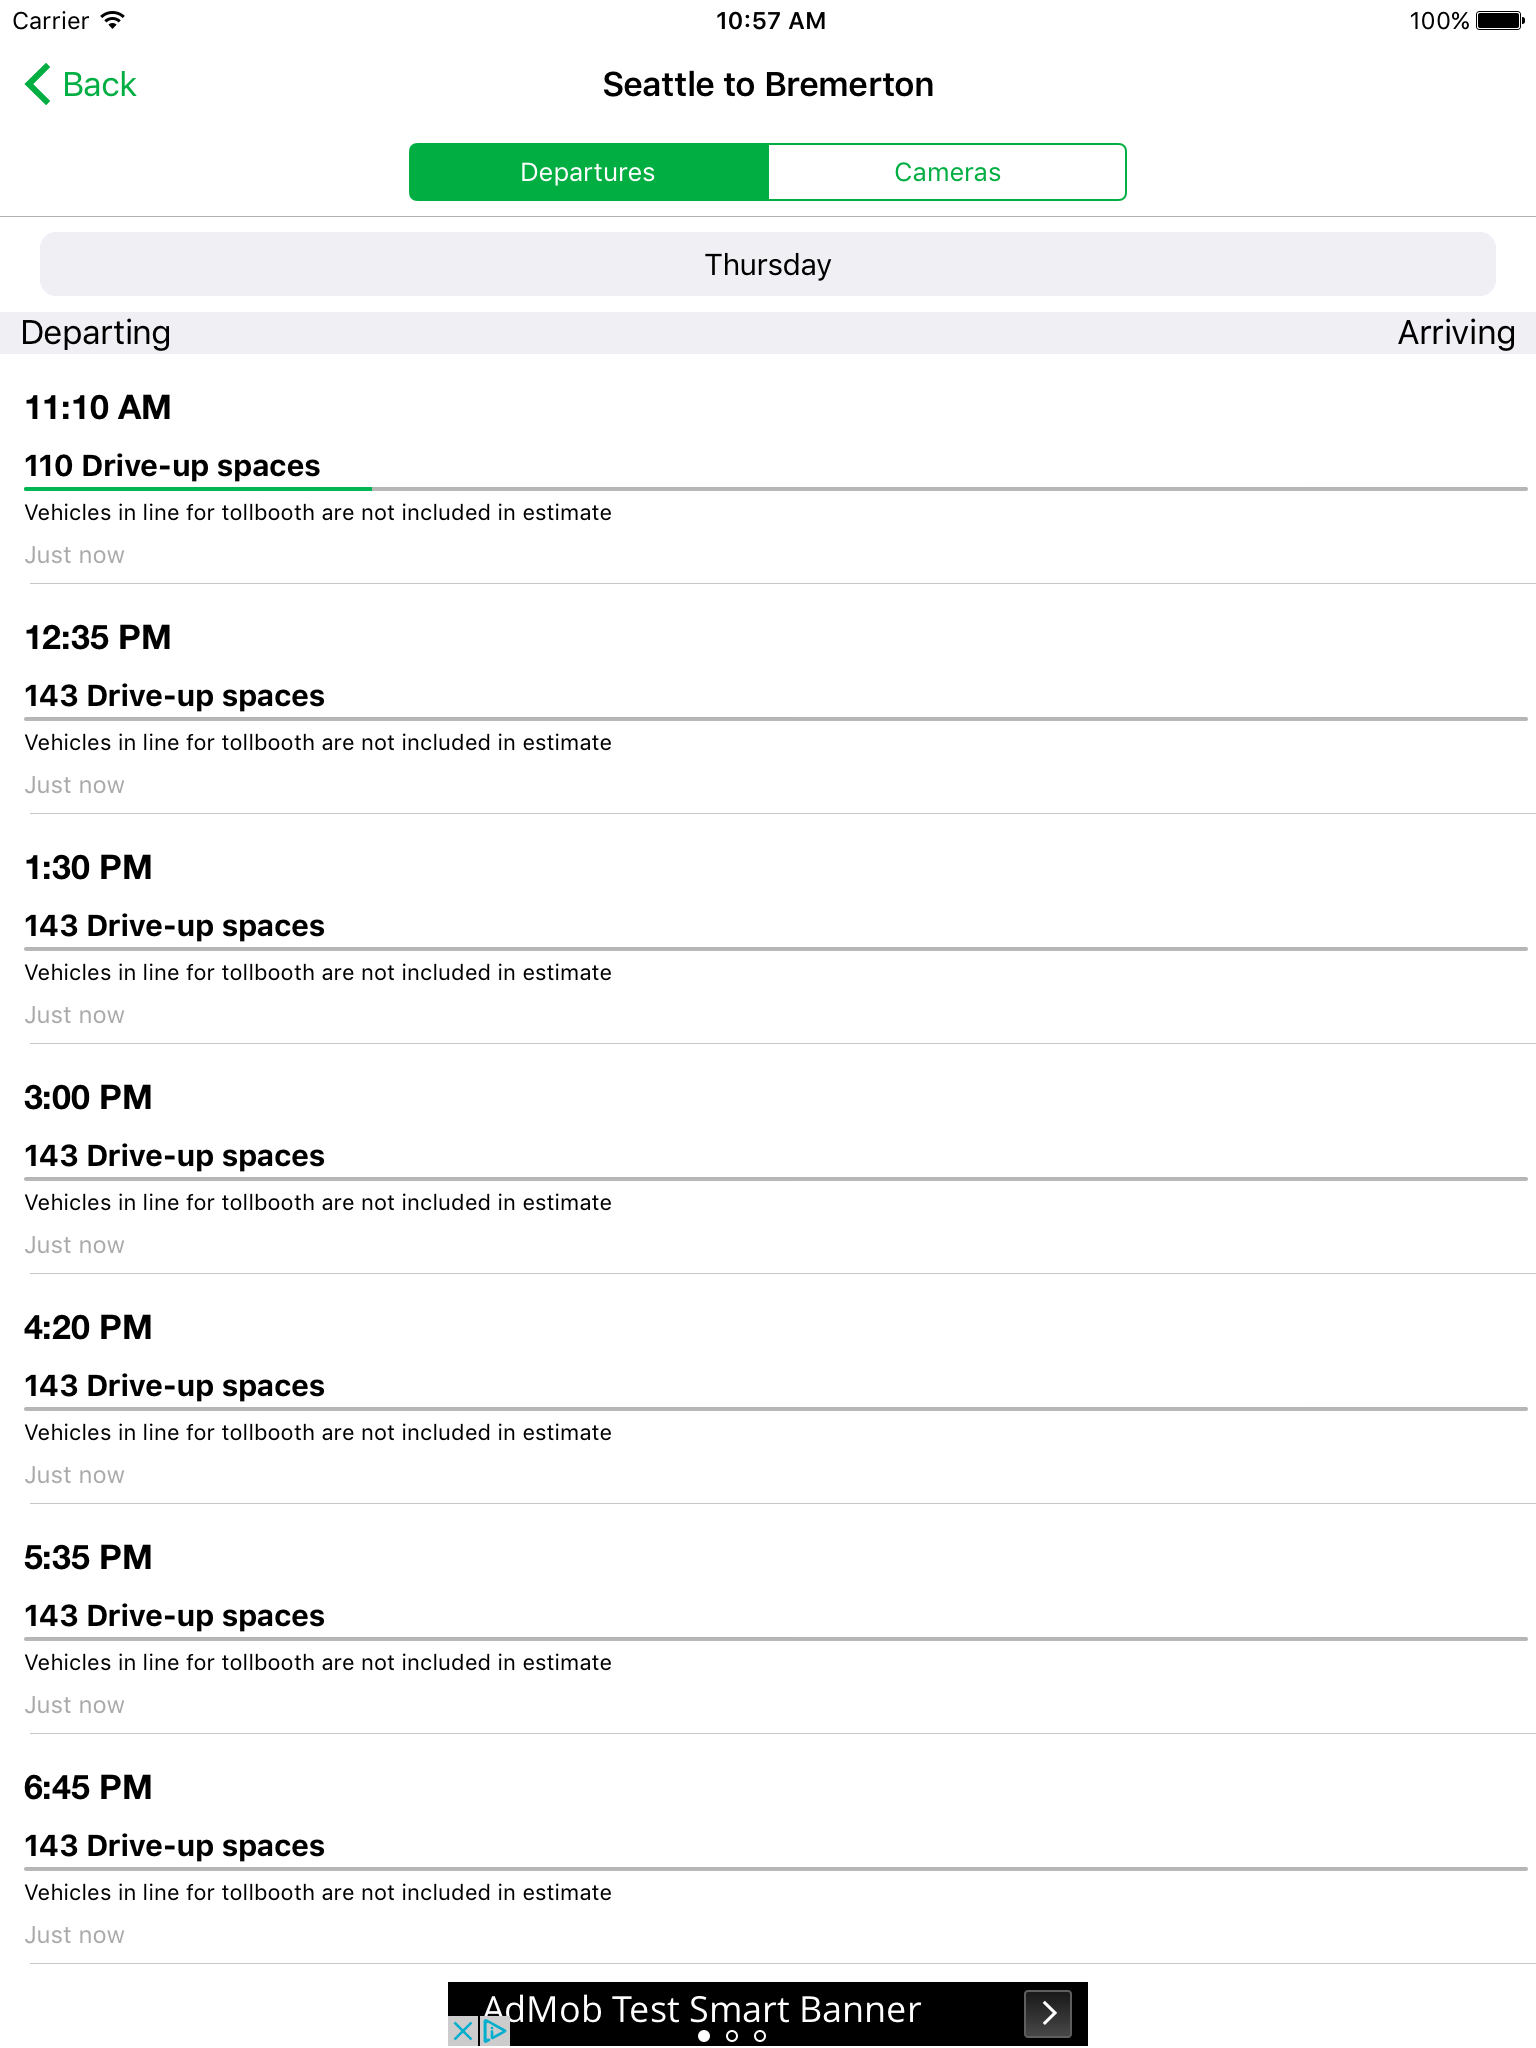 Carrier 10:57 AM 100%
Back Seattle to Bremerton
Departures Cameras
Thursday
Departing Arriving
11:10 AM
110 Drive-up spaces
Vehicles in line for tollbooth are not included in estimate
Just now
12:35 PM
143 Drive-up spaces
Vehicles in line for tollbooth are not included in estimate
Just now
1:30 PM
143 Drive-up spaces
Vehicles in line for tollbooth are not included in estimate
Just now
3:00 PM
143 Drive-up spaces
Vehicles in line for tollbooth are not included in estimate
Just now
4:20 PM
143 Drive-up spaces
Vehicles in line for tollbooth are not included in estimate
Just now
5:35 PM
143 Drive-up spaces
Vehicles in line for tollbooth are not included in estimate
Just now
6:45 PM
143 Drive-up spaces
Vehicles in line for tollbooth are not included in estimate
Just now
AdMob Test Smart Banner